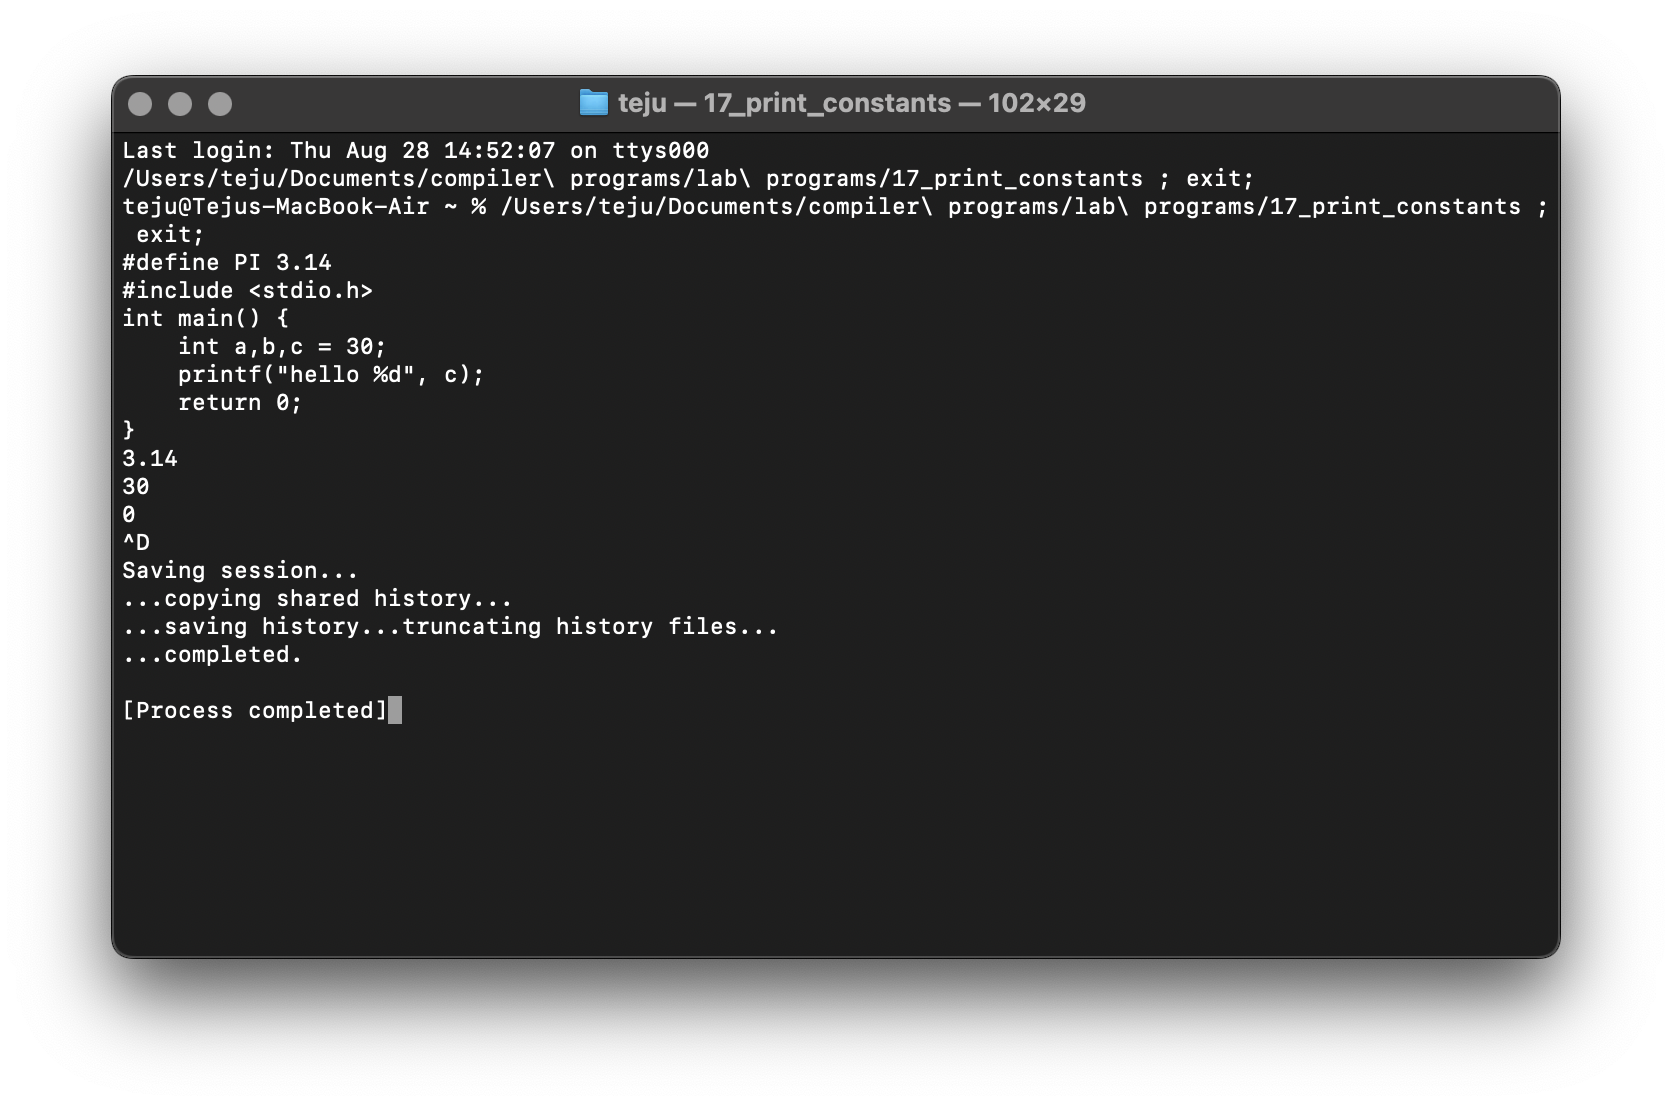 teju — 17_print_constants — 102×29
Last login: Thu Aug 28 14:52:07 on ttys000
/Users/teju/Documents/compiler\ programs/lab\ programs/17_print_constants ; exit;
teju@Tejus-MacBook-Air ~ % /Users/teju/Documents/compiler\ programs/lab\ programs/17_print_constants ;
 exit;
#define PI 3.14
#include <stdio.h>
int main() {
    int a,b,c = 30;
    printf("hello %d", c);
    return 0;
}
3.14
30
0
^D
Saving session...
...copying shared history...
...saving history...truncating history files...
...completed.

[Process completed]